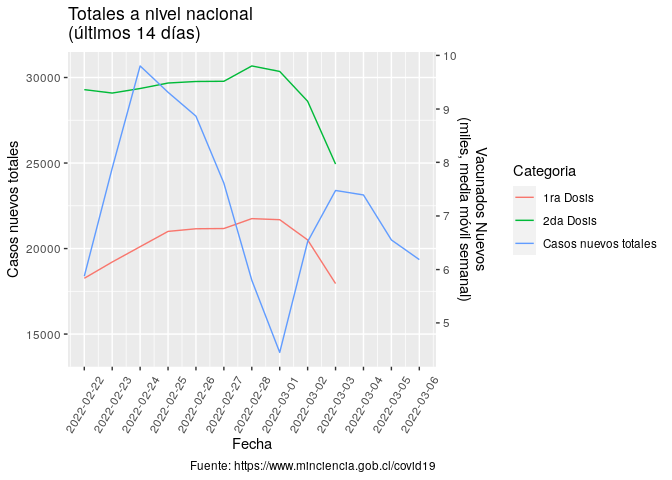 Totales a nivel nacional
(últimos 14 días)
Casos nuevos totales
30000
25000
20000
15000
10
9
8
7
6
5
Vacunados Nuevos
(miles, media móvil semanal)
2022-02-22
2022-02-23
2022-02-24
2022-02-25
2022-02-26
2022-02-27
2022-02-28
2022-03-01
2022-03-02
2022-03-03
2022-03-04
2022-03-05
2022-03-06
Fecha
Categoria
1ra Dosis
2da Dosis
Casos nuevos totales
Fuente: https://www.minciencia.gob.cl/covid19